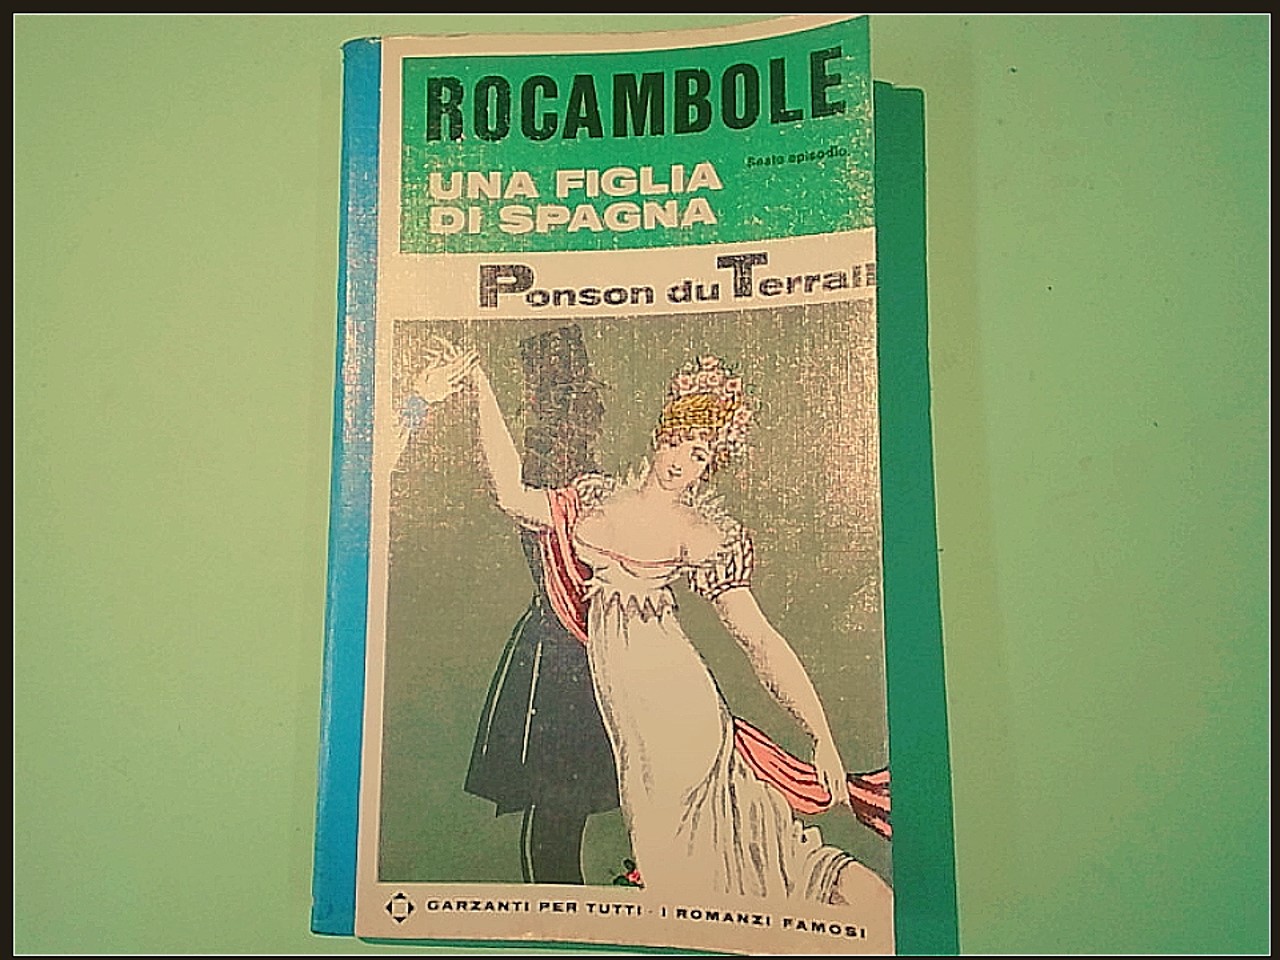 ROCAMBOLE
Sesto episodio
UNA FIGLIA
DI SPAGNA
Ponson du Terrail
GARZANTI PER TUTTI · I ROMANZI FAMOSI